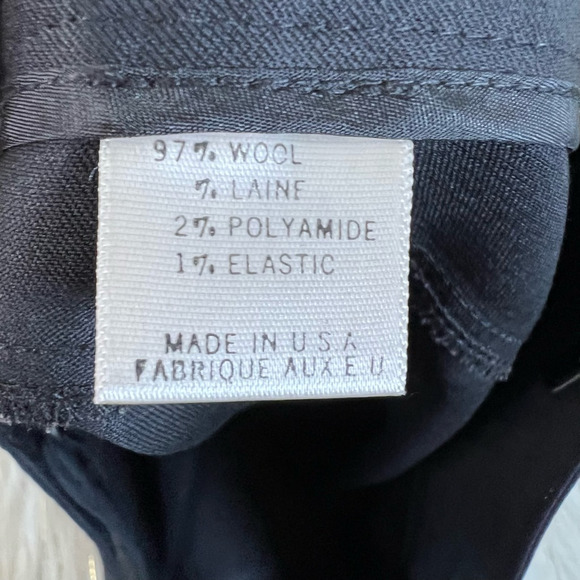 97% WOOL
% LAINE
2% POLYAMIDE
1% ELASTIC
MADE IN U S A
FABRIQUE AUX E U